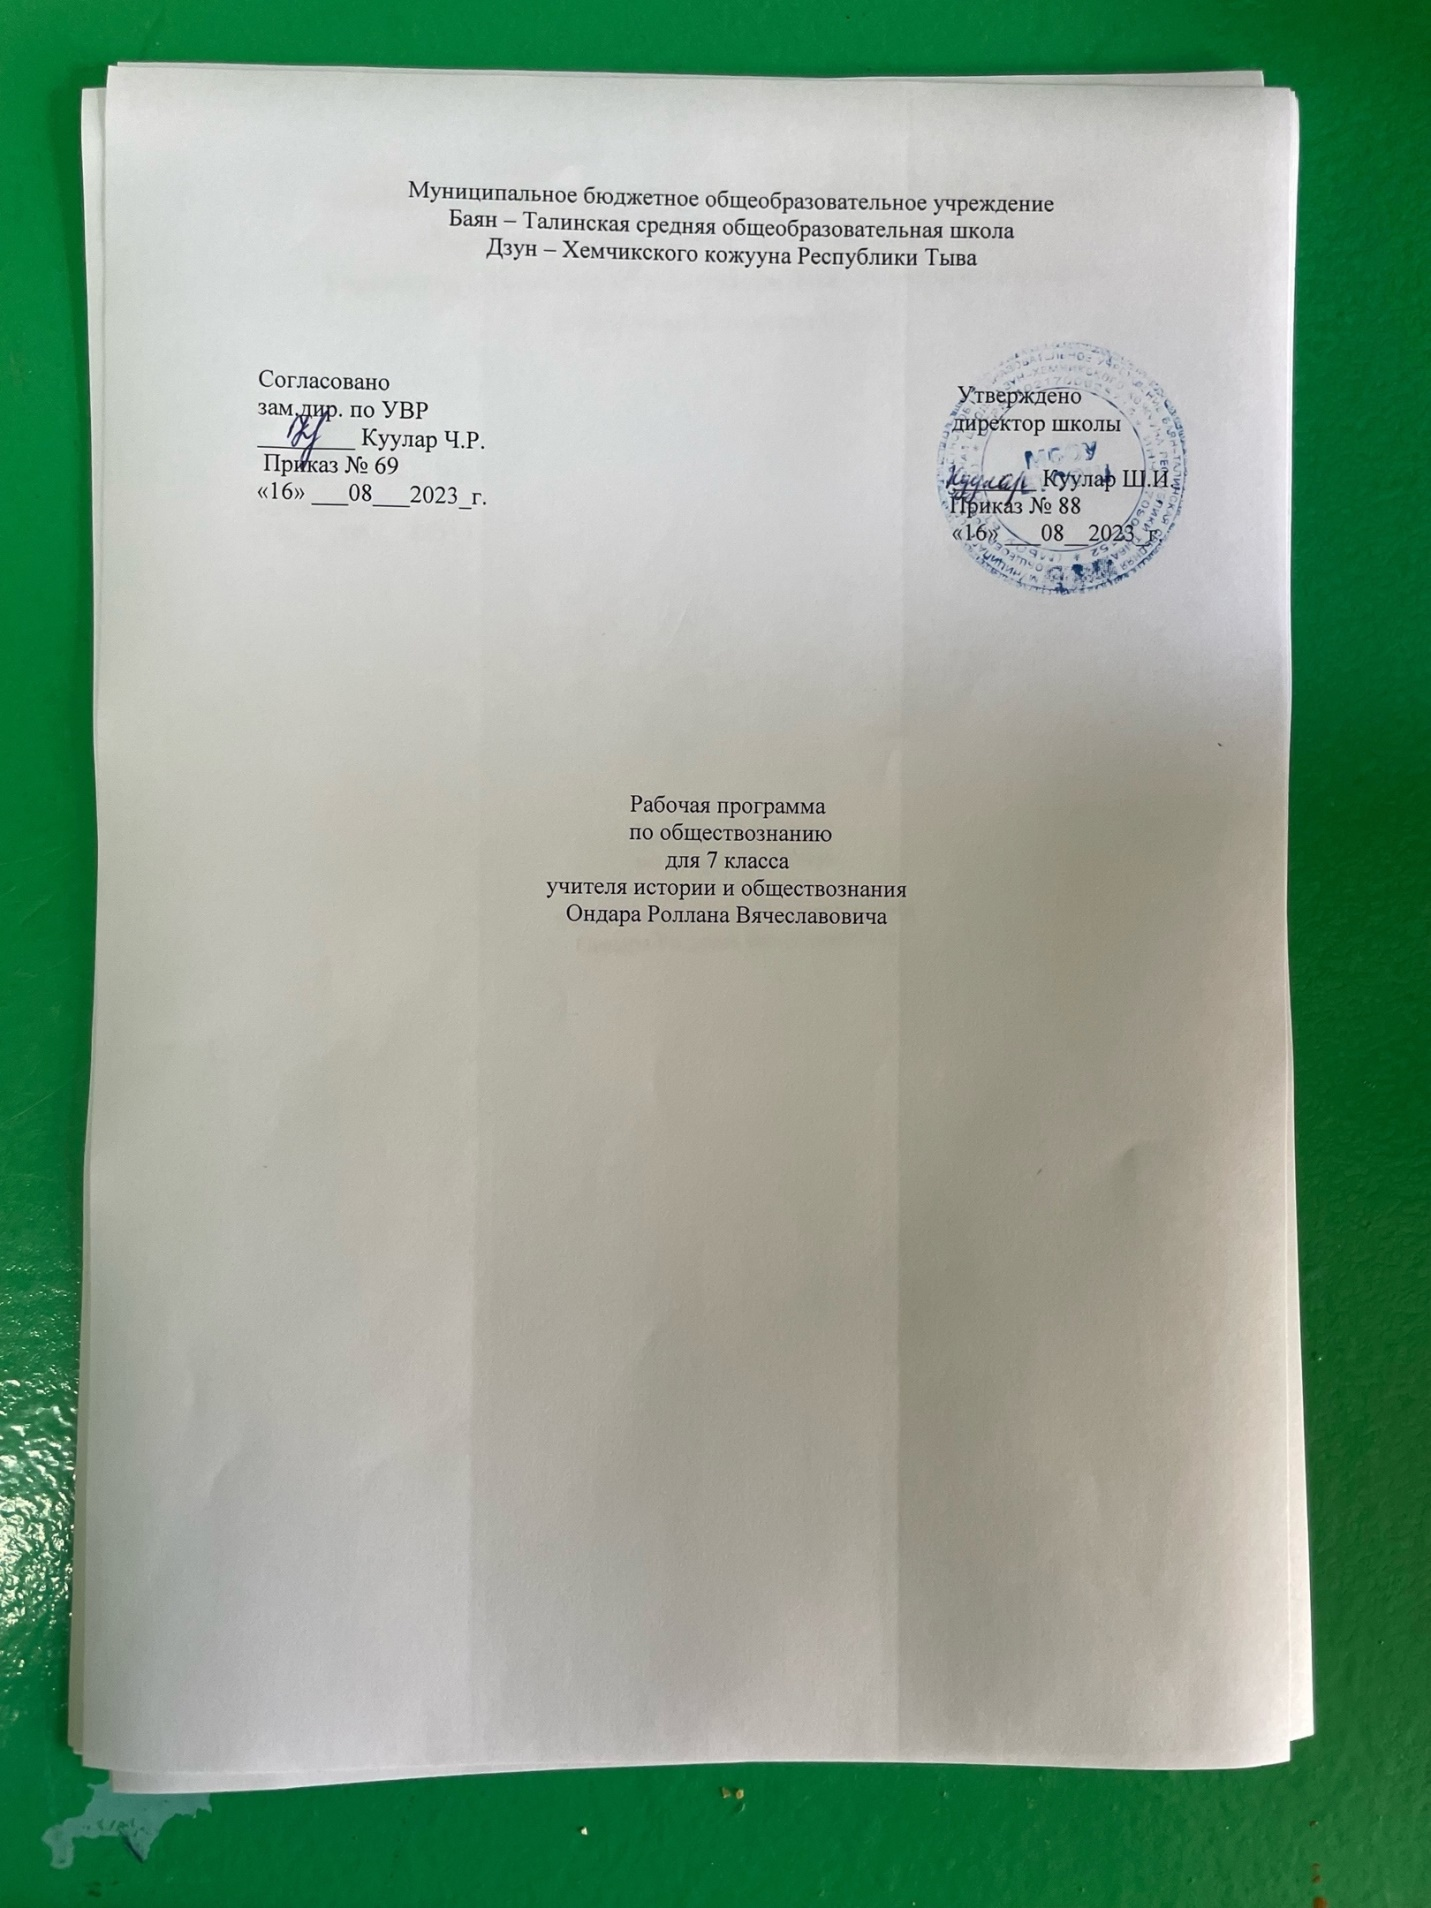 Муниципальное бюджетное общеобразовательное учреждение
Баян – Талинская средняя общеобразовательная школа
Дзун – Хемчикского кожууна Республики Тыва
Согласовано
зам.дир. по УВР
________ Куулар Ч.Р.
Приказ № 69
«16» ___08___2023_г.
Утверждено
директор школы
Куулар Куулар Ш.И.
Приказ № 88
«16» ___08__2023_г.
Рабочая программа
по обществознанию
для 7 класса
учителя истории и обществознания
Ондара Роллана Вячеславовича